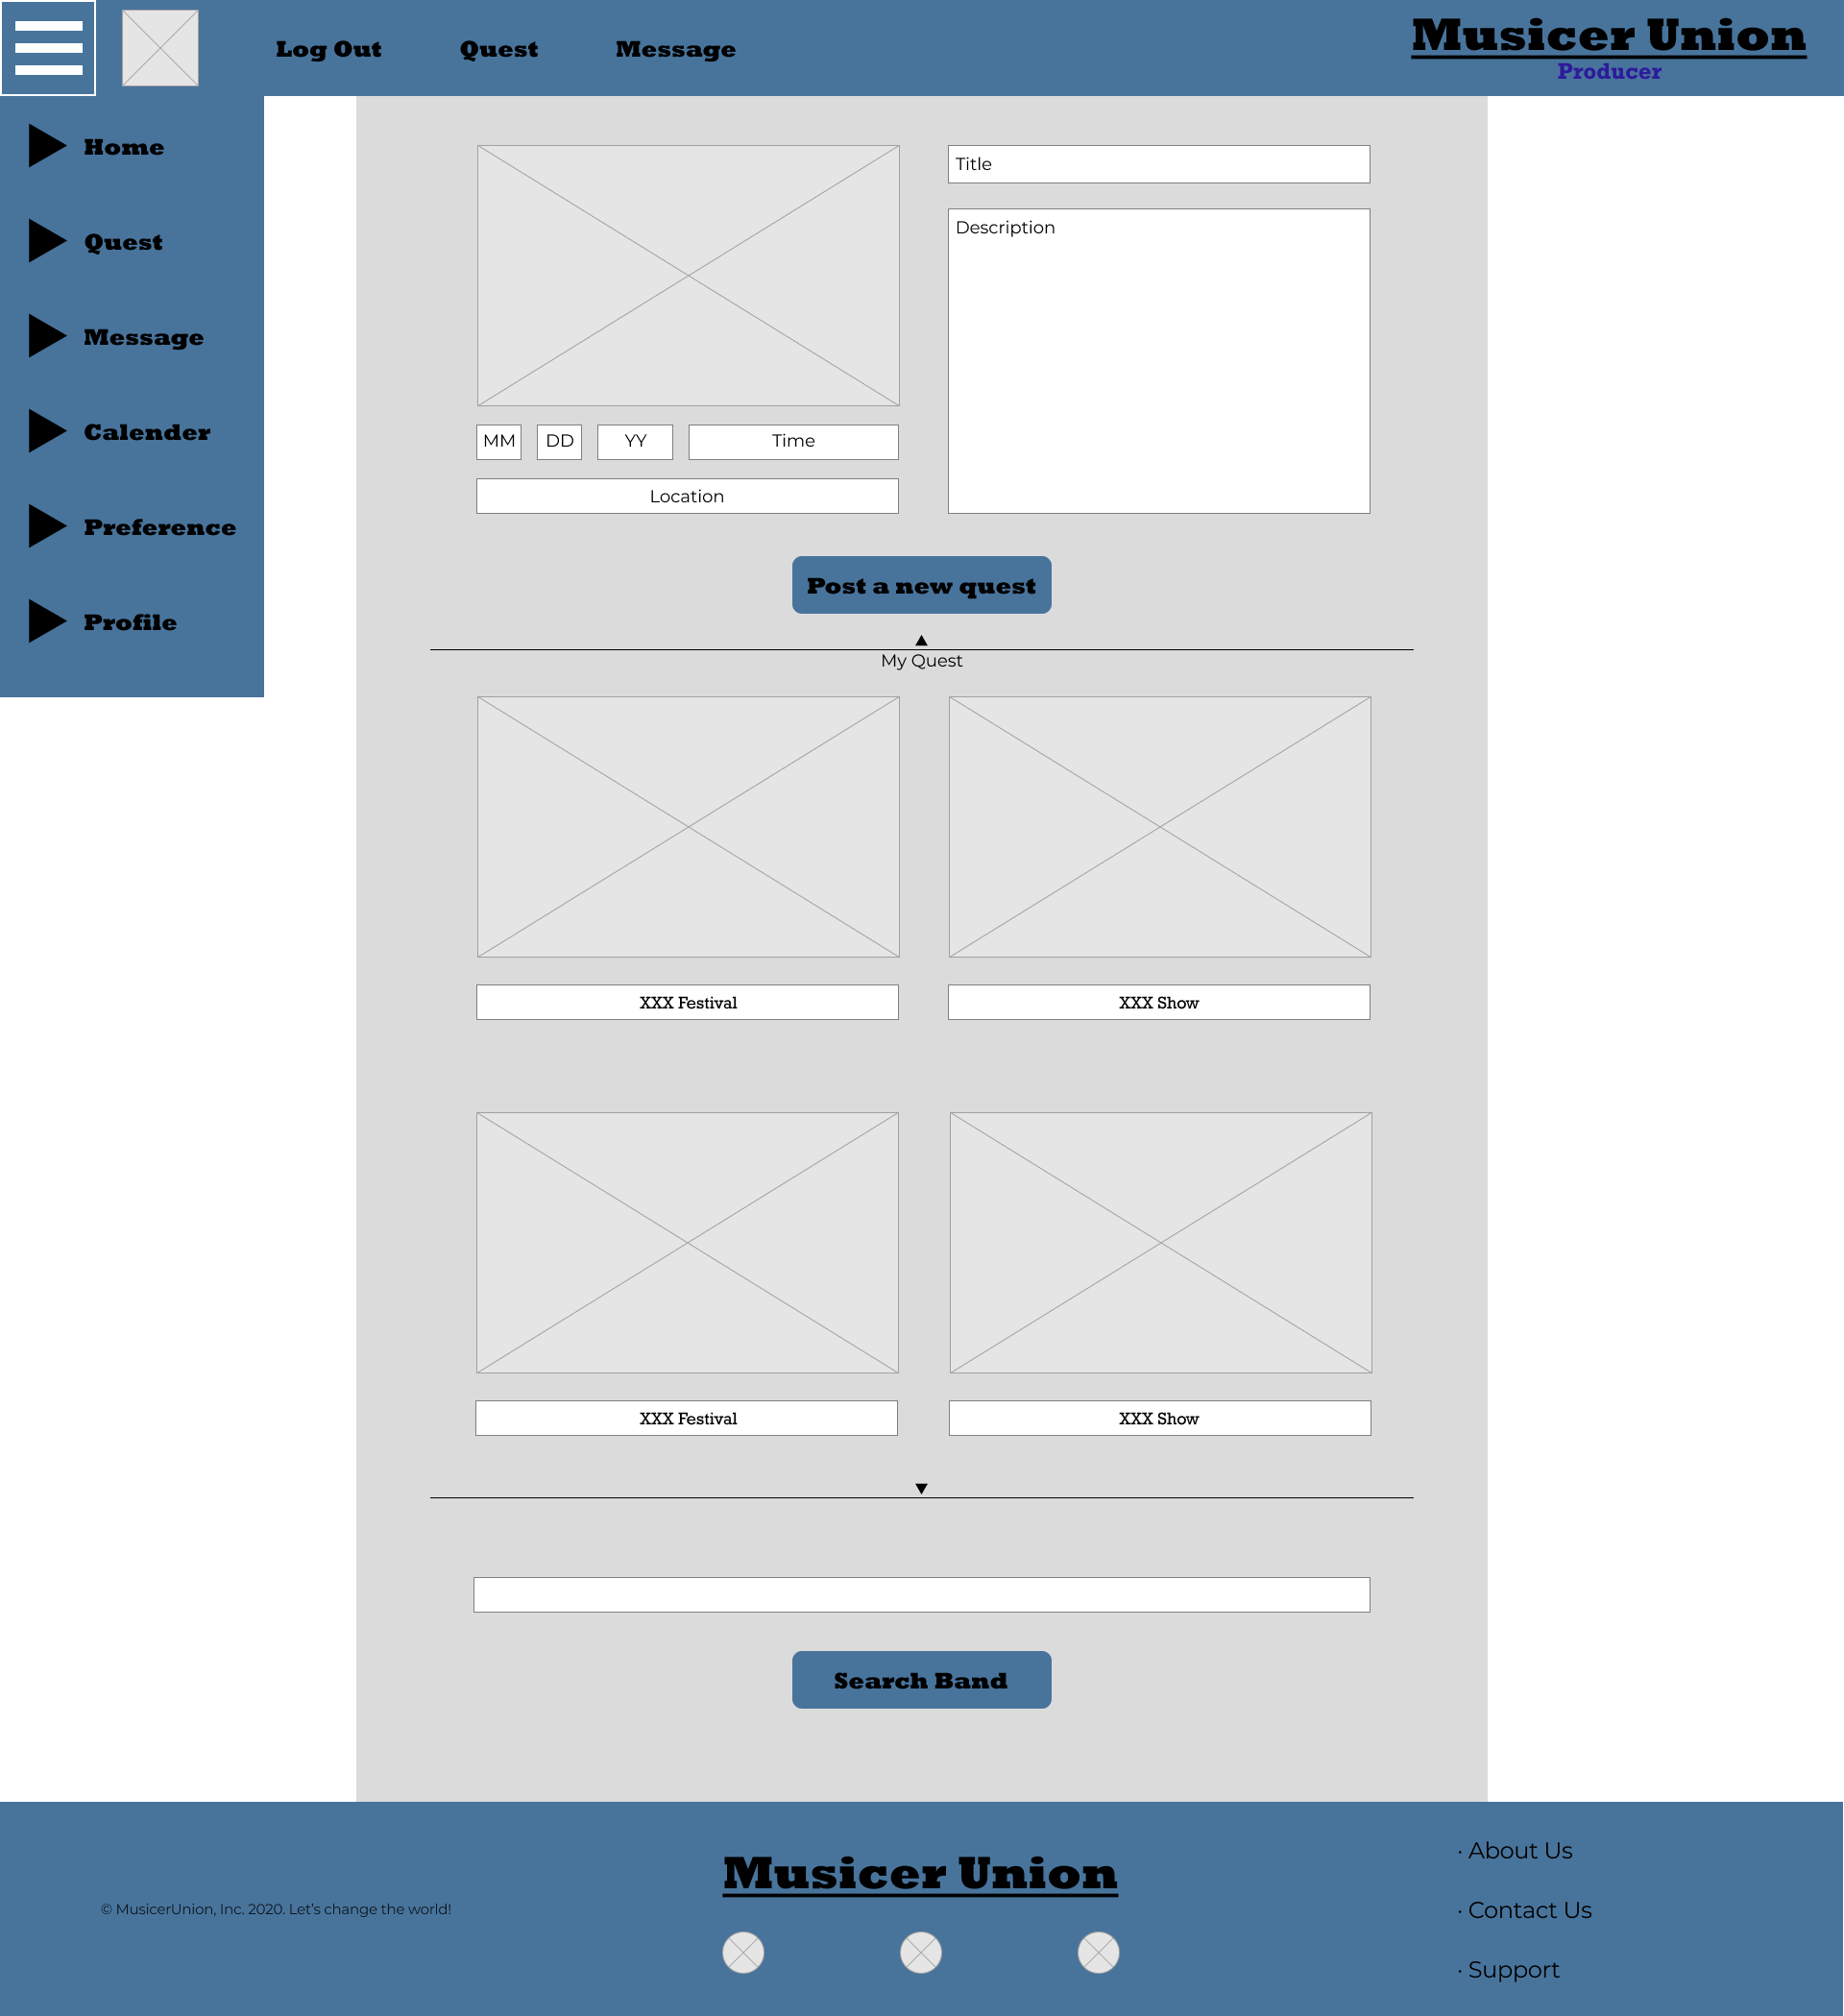 Log Out
Quest
Message
Musicer Union
Producer
Home
Quest
Message
Calender
Preference
Profile
Title
Description
MM
DD
YY
Time
Location
Post a new quest
My Quest
XXX Festival
XXX Show
XXX Festival
XXX Show
Search Band
© MusicerUnion, Inc. 2020. Let's change the world!
Musicer Union
· About Us
· Contact Us
· Support